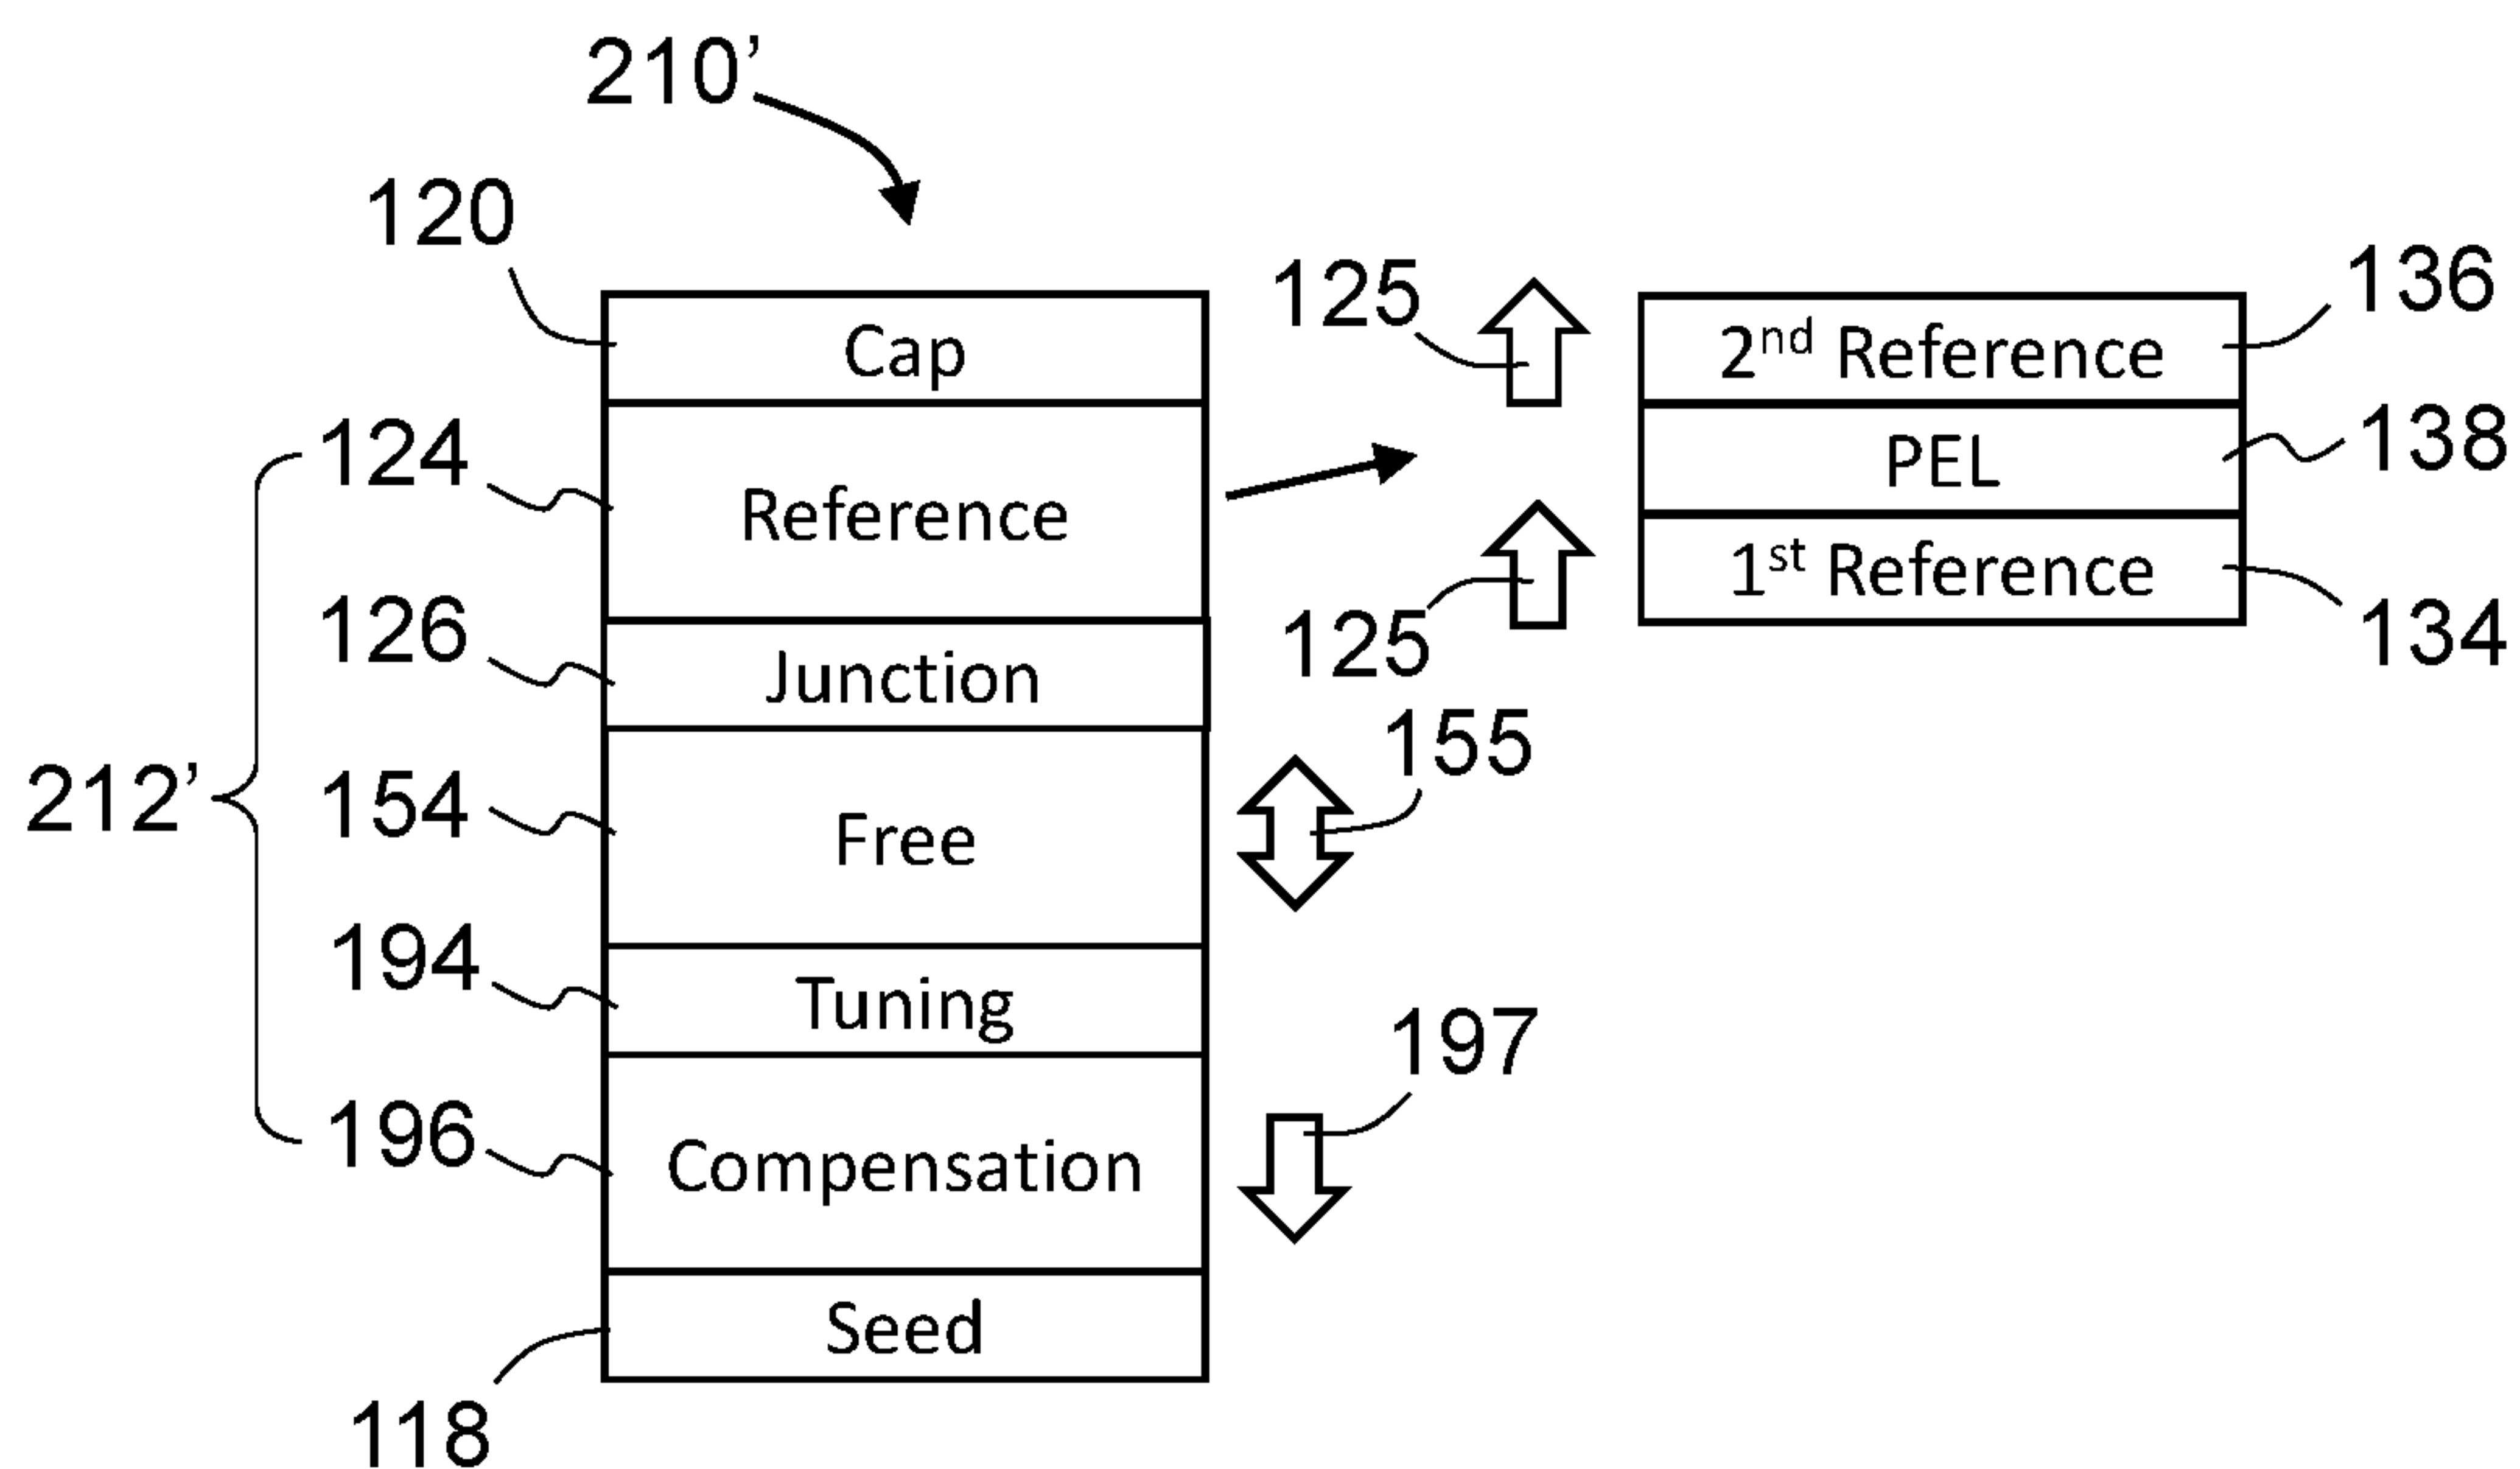 210’
120
Cap
125
2nd Reference
136
124
Reference
PEL
138
126
Junction
125
1st Reference
134
212’
154
Free
155
194
Tuning
197
196
Compensation
Seed
118